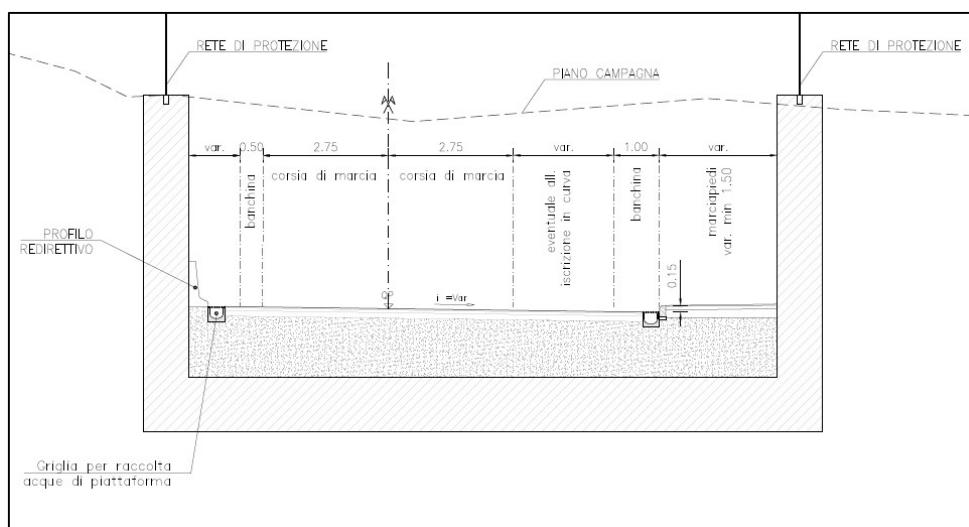 RETE DI PROTEZIONE
RETE DI PROTEZIONE
PIANO CAMPAGNA
var.
0.50
2.75
2.75
var.
1.00
var.
corsia di marcia
corsia di marcia
banchina
eventuale all.
iscrizione in curva
banchina
marciapiedi
var. min 1.50
PROFILO
REDIRETTIVO
0.15
QP
i =Var
Griglia per raccolta
acque di piattaforma